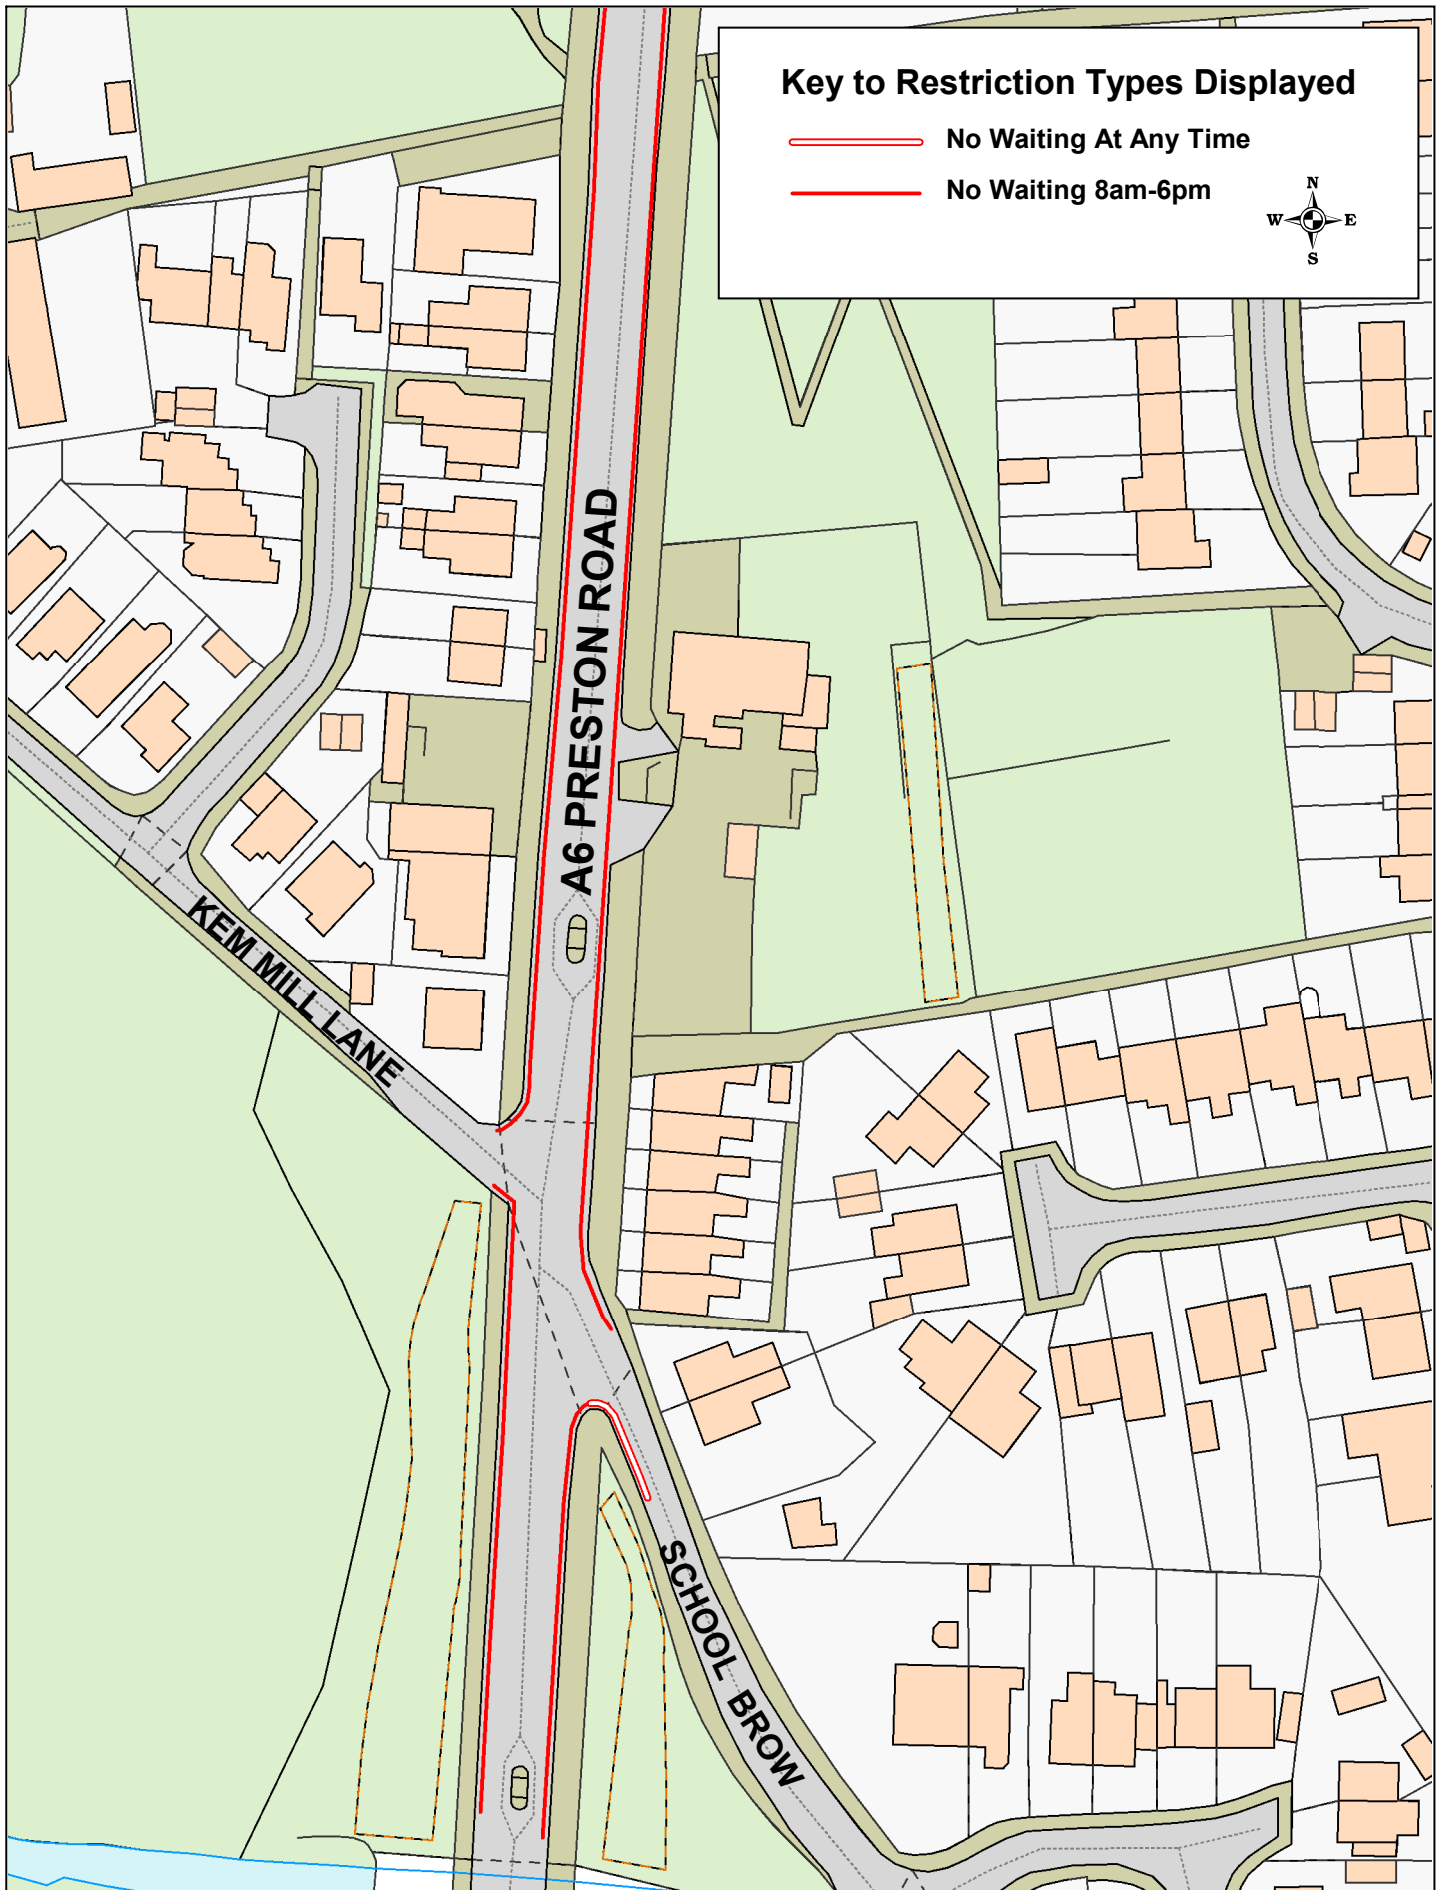 Key to Restriction Types Displayed
No Waiting At Any Time
No Waiting 8am-6pm
N
W E
S
A6 PRESTON ROAD
KEM MILL LANE
SCHOOL BROW